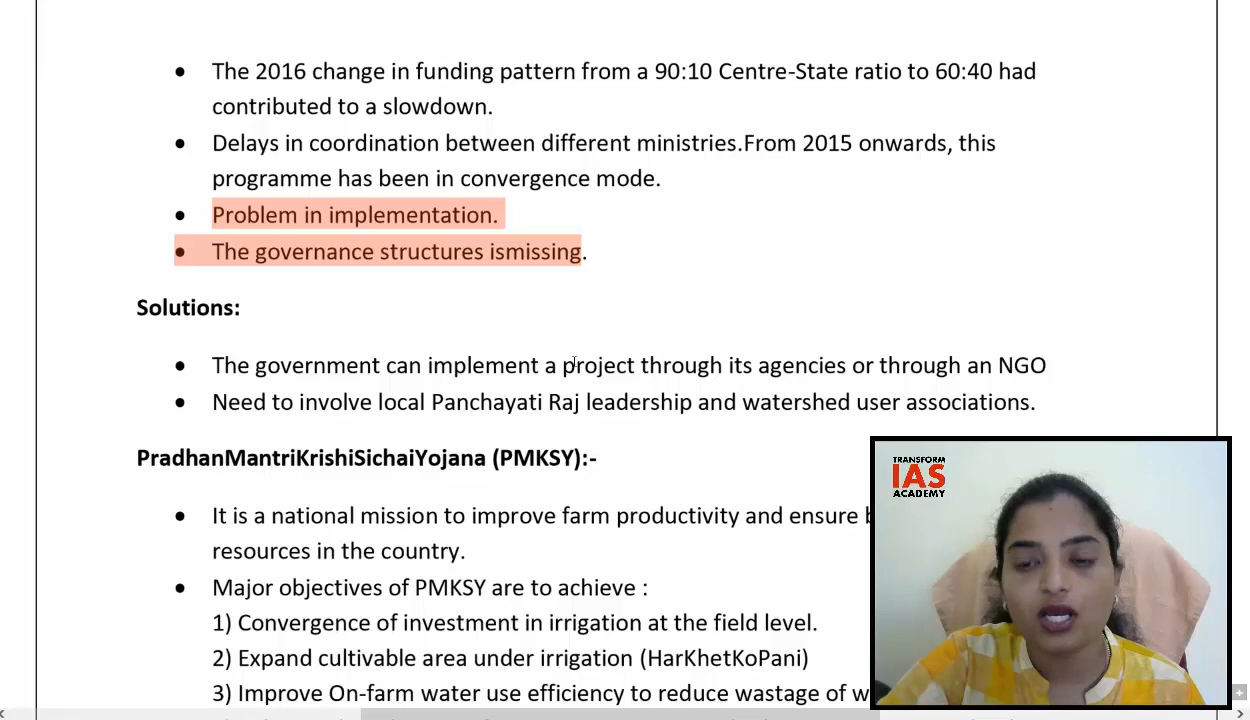 • The 2016 change in funding pattern from a 90:10 Centre-State ratio to 60:40 had
contributed to a slowdown.
• Delays in coordination between different ministries.From 2015 onwards, this
programme has been in convergence mode.
• Problem in implementation.
• The governance structures ismissing.
Solutions:
• The government can implement a project through its agencies or through an NGO
• Need to involve local Panchayati Raj leadership and watershed user associations.
PradhanMantriKrishiSichaiYojana (PMKSY):-
• It is a national mission to improve farm productivity and ensure
resources in the country.
• Major objectives of PMKSY are to achieve :
1) Convergence of investment in irrigation at the field level.
2) Expand cultivable area under irrigation (HarKhetKoPani)
3) Improve On-farm water use efficiency to reduce wastage of
TRANSFORM
IAS
ACADEMY